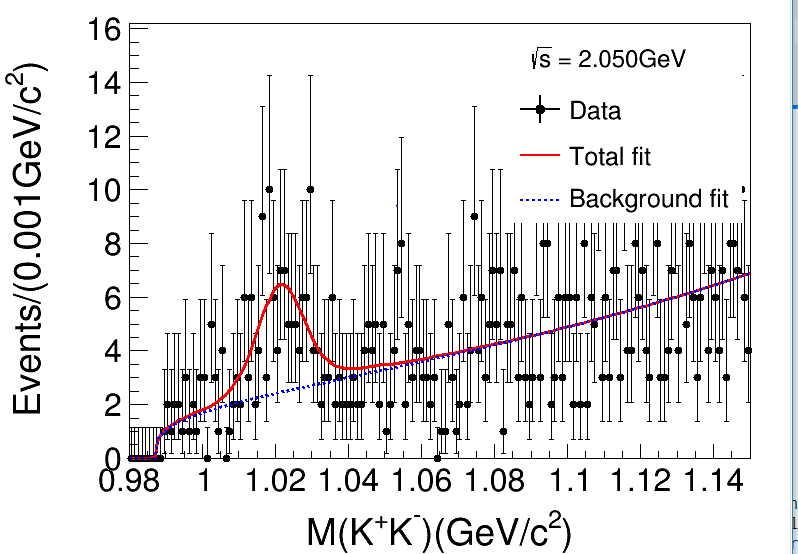 Events/(0.001GeV/c²)
16
14
12
10
8
6
4
2
0
√s = 2.050GeV
Data
Total fit
Background fit
0.98 1 1.02 1.04 1.06 1.08 1.1 1.12 1.14
M(K⁺K⁻)(GeV/c²)